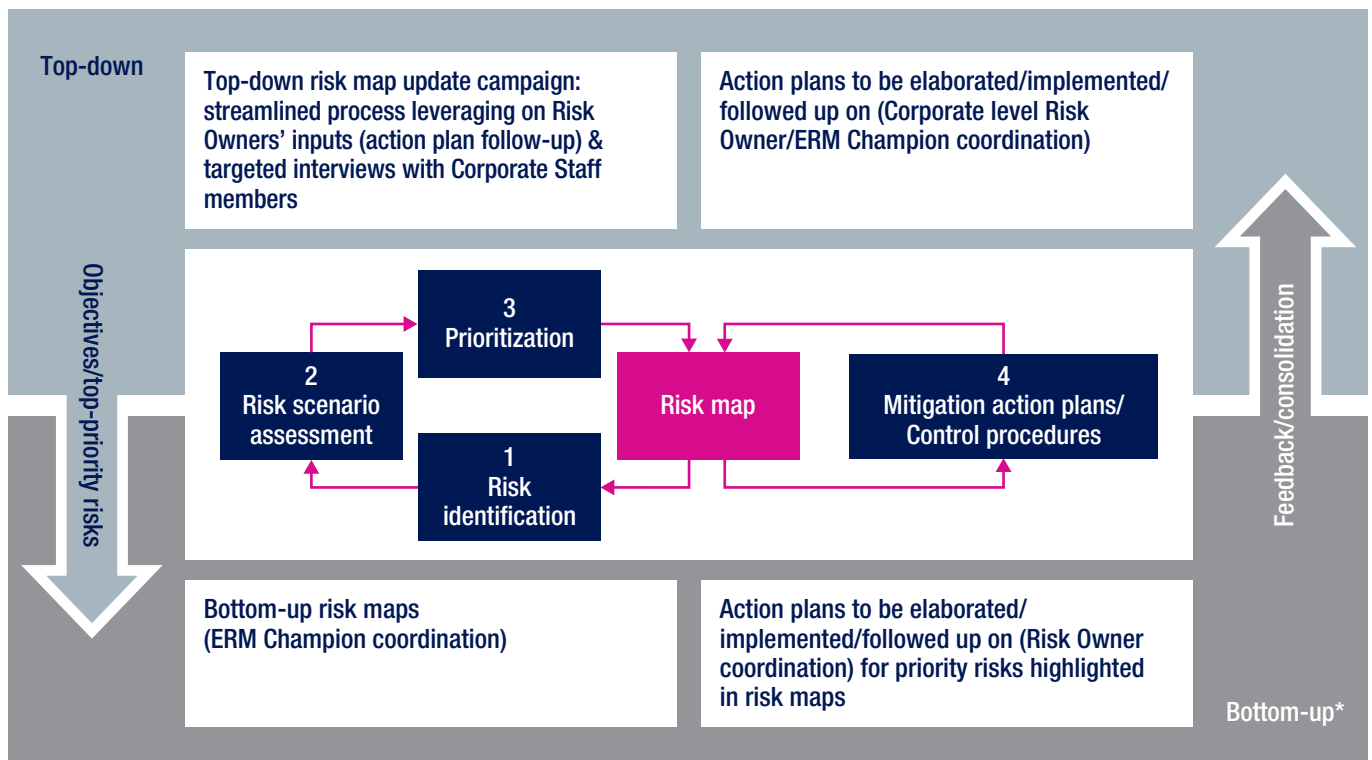 Top-down
Top-down risk map update campaign:
streamlined process leveraging on Risk
Owners’ inputs (action plan follow-up) &
targeted interviews with Corporate Staff
members
Action plans to be elaborated/implemented/
followed up on (Corporate level Risk
Owner/ERM Champion coordination)
Objectives/top-priority risks
3
Prioritization
2
Risk scenario
assessment
Risk map
4
Mitigation action plans/
Control procedures
1
Risk
identification
Feedback/consolidation
Bottom-up risk maps
(ERM Champion coordination)
Action plans to be elaborated/
implemented/followed up on (Risk Owner
coordination) for priority risks highlighted
in risk maps
Bottom-up*